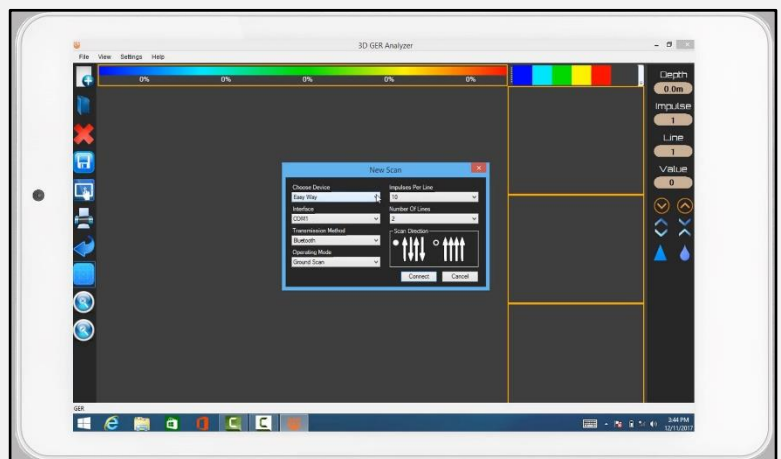 3D GER Analyzer
File View Settings Help
0% 0% 0% 0% 0%
Depth
0.0m
Impulse
1
Line
1
Value
0
New Scan
Choose Device
Easy Way
Interface
COM1
Transmission Method
Bluetooth
Operating Mode
Ground Scan
Impulses Per Line
10
Number Of Lines
2
Scan Direction
Connect Cancel
GER
3:44 PM
12/11/2017